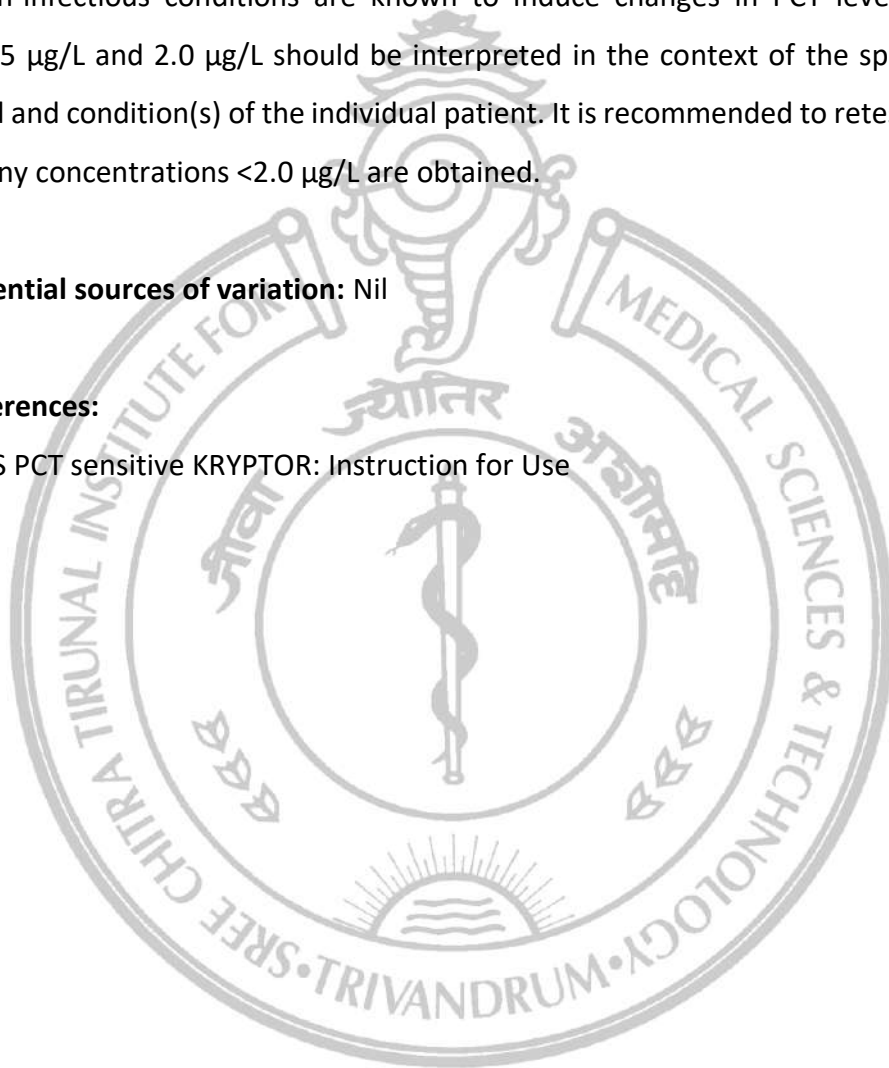 n-infectious conditions are known to induce changes in PCT leve
5 µg/L and 2.0 µg/L should be interpreted in the context of the sp
l and condition(s) of the individual patient. It is recommended to rete
ny concentrations <2.0 µg/L are obtained.
ential sources of variation: Nil
erences:
S PCT sensitive KRYPTOR: Instruction for Use
SREE CHITRA TIRUNAL INSTITUTE FOR MEDICAL SCIENCES & TECHNOLOGY•TRIVANDRUM•
जीवा ज्योतिर अशीमहि